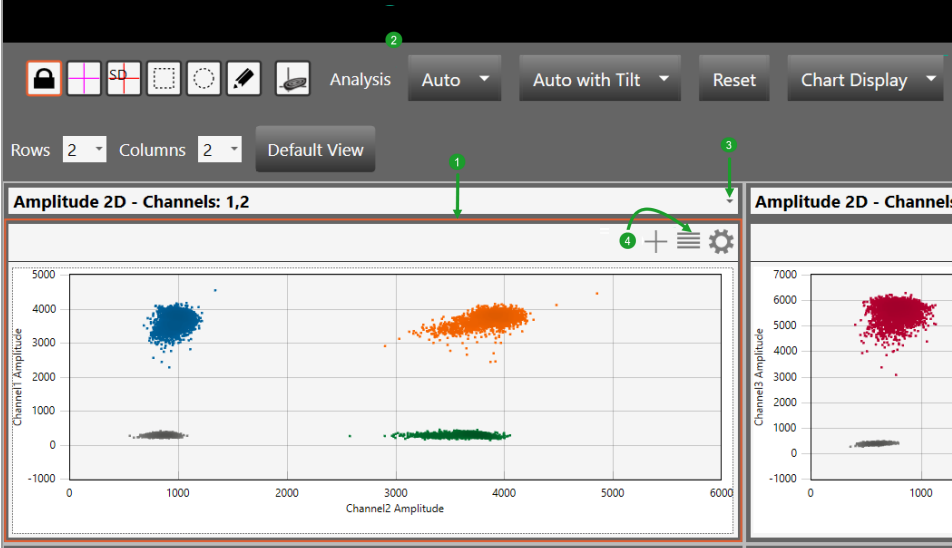 2
SD
Analysis
Auto
Auto with Tilt
Reset
Chart Display
Rows 2 Columns 2
Default View
1
3
Amplitude 2D - Channels: 1,2
Amplitude 2D - Channels
4
5000
4000
3000
2000
1000
0
-1000
Channel1 Amplitude
0 1000 2000 3000 4000 5000 6000
Channel2 Amplitude
7000
6000
5000
4000
3000
2000
1000
0
-1000
Channel3 Amplitude
0 1000